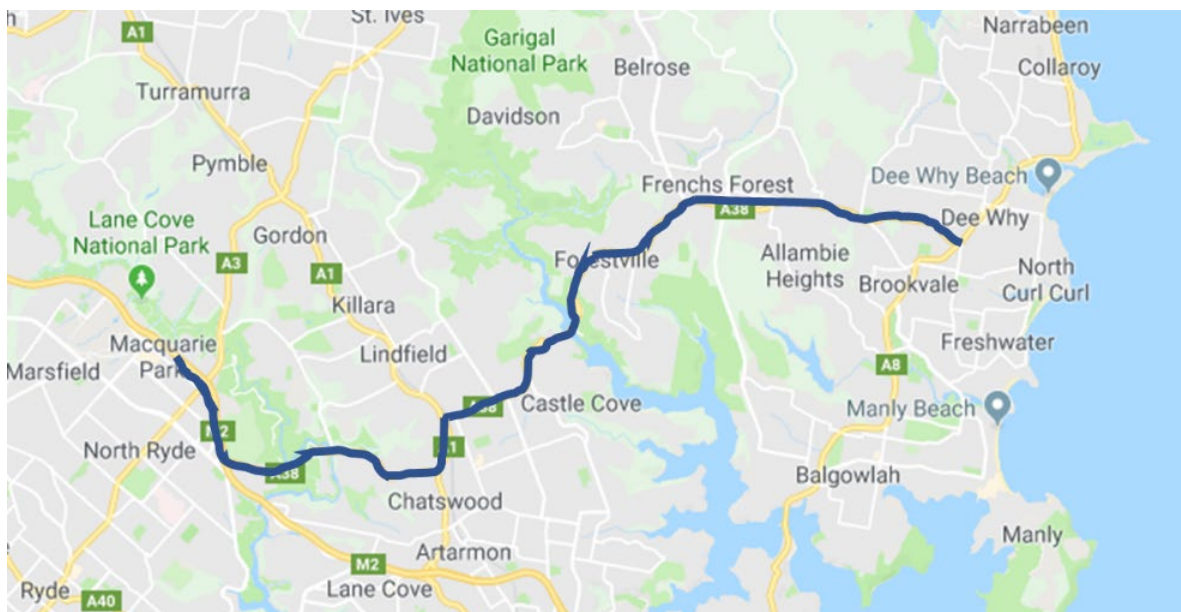 St. Ives
Narrabeen
A1
Garigal
National Park
Belrose
Collaroy
Turramurra
Davidson
Pymble
Dee Why Beach
Frenchs Forest
Lane Cove
National Park
A38
Dee Why
Gordon
A3
Forestville
Allambie
Heights
A1
North
Curl Curl
Brookvale
Killara
Macquarie
Park
Lindfield
Freshwater
Marsfield
A8
Castle Cove
A38
Manly Beach
M2
North Ryde
A1
A38
Balgowlah
Chatswood
Manly
Artarmon
M2
Ryde
Lane Cove
A40